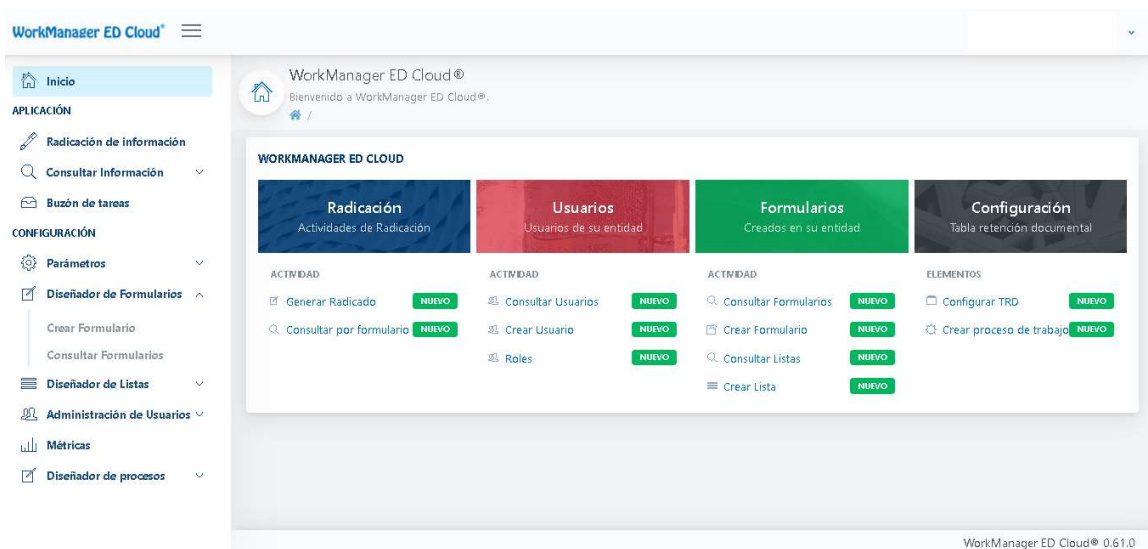 WorkManager ED Cloud®
Inicio
APLICACIÓN
Radicación de información
Consultar Información
Buzón de tareas
CONFIGURACIÓN
Parámetros
Diseñador de Formularios
Crear Formulario
Consultar Formularios
Diseñador de Listas
Administración de Usuarios
Métricas
Diseñador de procesos
WorkManager ED Cloud®
Bienvenido a WorkManager ED Cloud®.
/
WORKMANAGER ED CLOUD
Radicación
Actividades de Radicación
ACTIVIDAD
Generar Radicado NUEVO
Consultar por formulario NUEVO
Usuarios
Usuarios de su entidad
ACTIVIDAD
Consultar Usuarios NUEVO
Crear Usuario NUEVO
Roles NUEVO
Formularios
Creados en su entidad
ACTIVIDAD
Consultar Formularios NUEVO
Crear Formulario NUEVO
Consultar Listas NUEVO
Crear Lista NUEVO
Configuración
Tabla retención documental
ELEMENTOS
Configurar TRD NUEVO
Crear proceso de trabajo NUEVO
WorkManager ED Cloud® 0.61.0